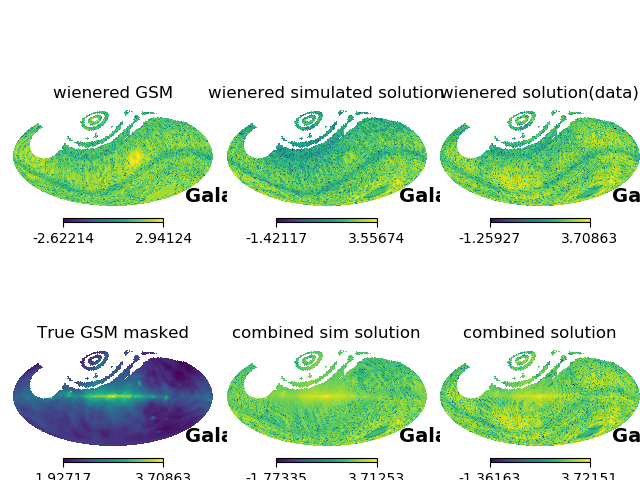 wienered GSM
wienered simulated solution
wienered solution(data)
Gala
Gala
Ga
-2.62214 2.94124
-1.42117 3.55674
-1.25927 3.70863
True GSM masked
combined sim solution
combined solution
Gala
Gala
Ga
1.92717 3.70863
-1.77335 3.71253
-1.36163 3.72151